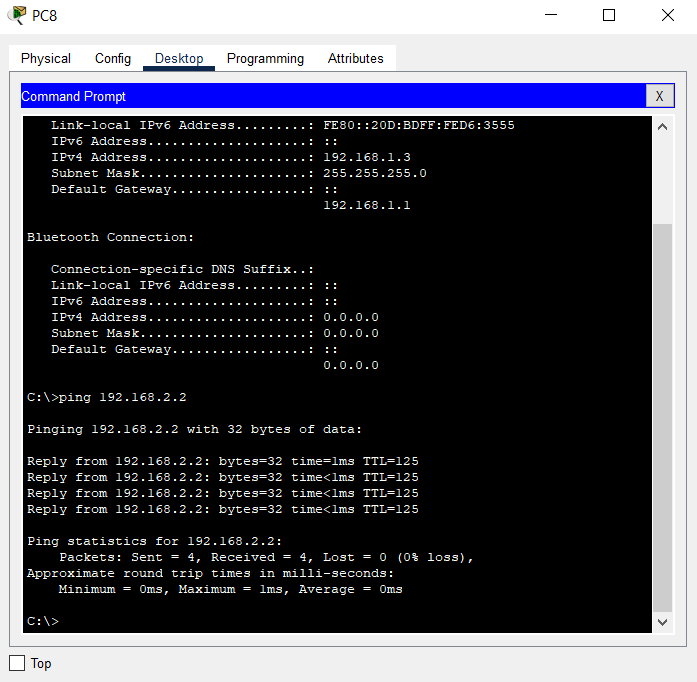 PC8
Physical Config Desktop Programming Attributes
Command Prompt X
Link-local IPv6 Address.........: FE80::20D:BDFF:FED6:3555
IPv6 Address....................: ::
IPv4 Address....................: 192.168.1.3
Subnet Mask.....................: 255.255.255.0
Default Gateway.................: ::
192.168.1.1
Bluetooth Connection:
Connection-specific DNS Suffix..:
Link-local IPv6 Address.........: ::
IPv6 Address....................: ::
IPv4 Address....................: 0.0.0.0
Subnet Mask.....................: 0.0.0.0
Default Gateway.................: ::
0.0.0.0
C:\>ping 192.168.2.2
Pinging 192.168.2.2 with 32 bytes of data:
Reply from 192.168.2.2: bytes=32 time=1ms TTL=125
Reply from 192.168.2.2: bytes=32 time<1ms TTL=125
Reply from 192.168.2.2: bytes=32 time<1ms TTL=125
Reply from 192.168.2.2: bytes=32 time<1ms TTL=125
Ping statistics for 192.168.2.2:
Packets: Sent = 4, Received = 4, Lost = 0 (0% loss),
Approximate round trip times in milli-seconds:
Minimum = 0ms, Maximum = 1ms, Average = 0ms
C:\>
Top